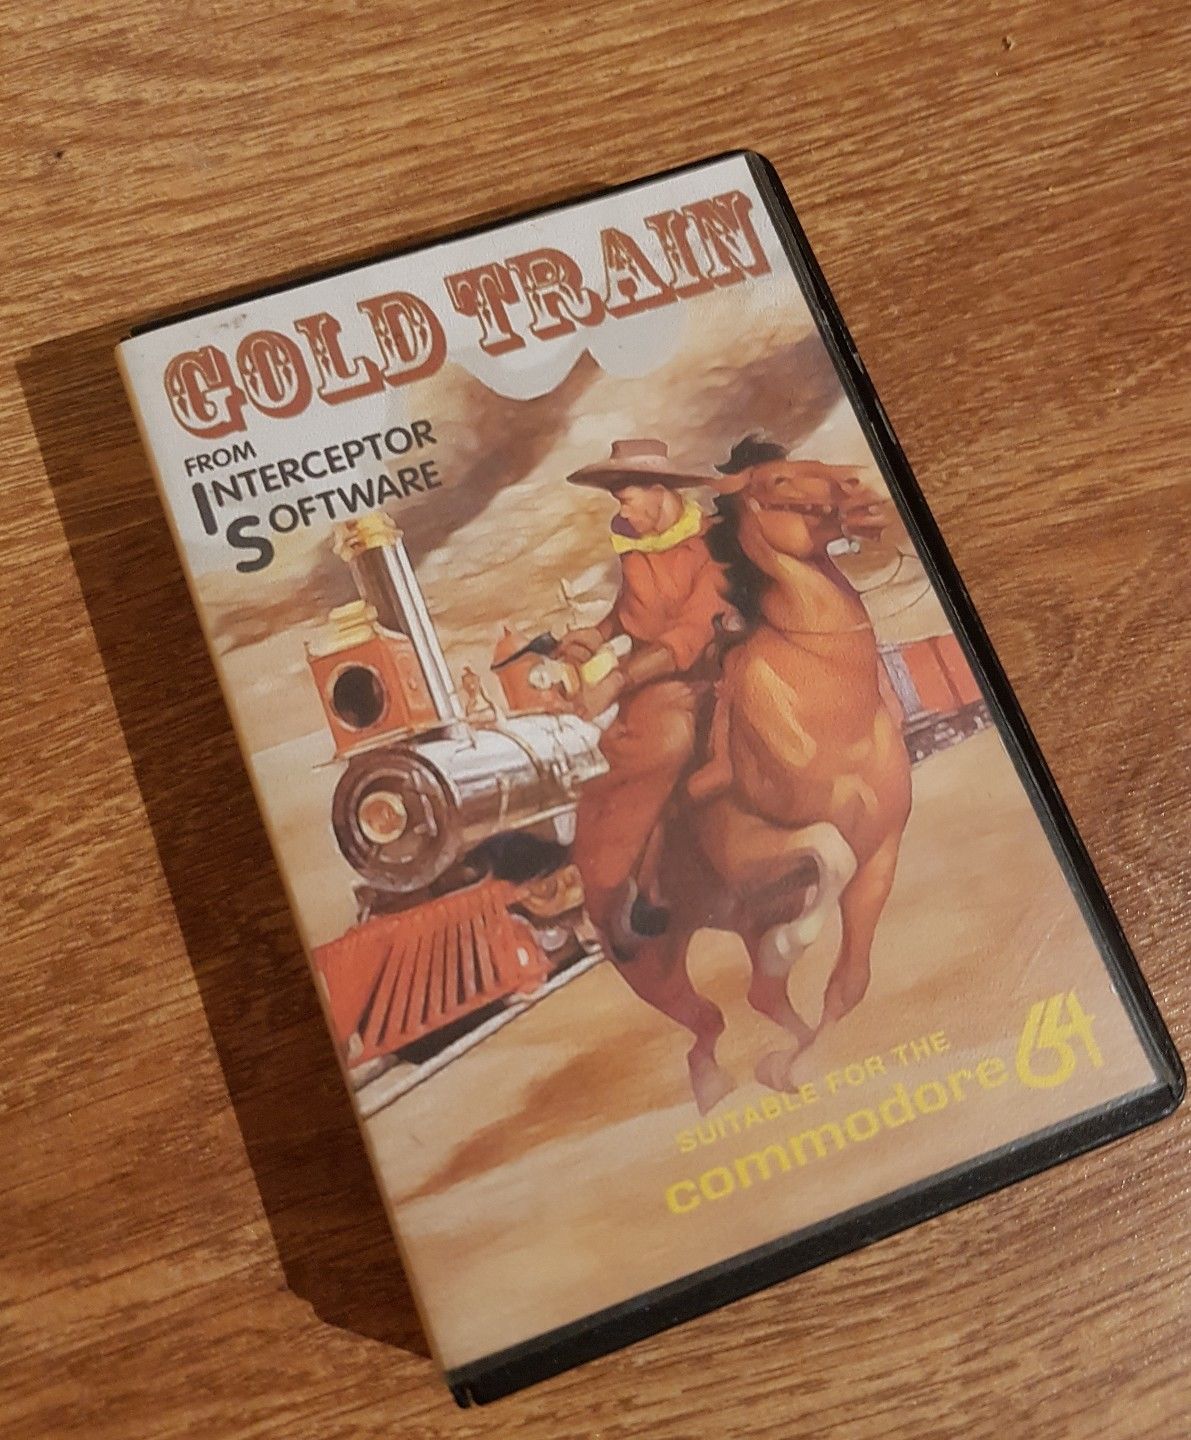 GOLD TRAIN
FROM
INTERCEPTOR
SOFTWARE
SUITABLE FOR THE
commodore 64